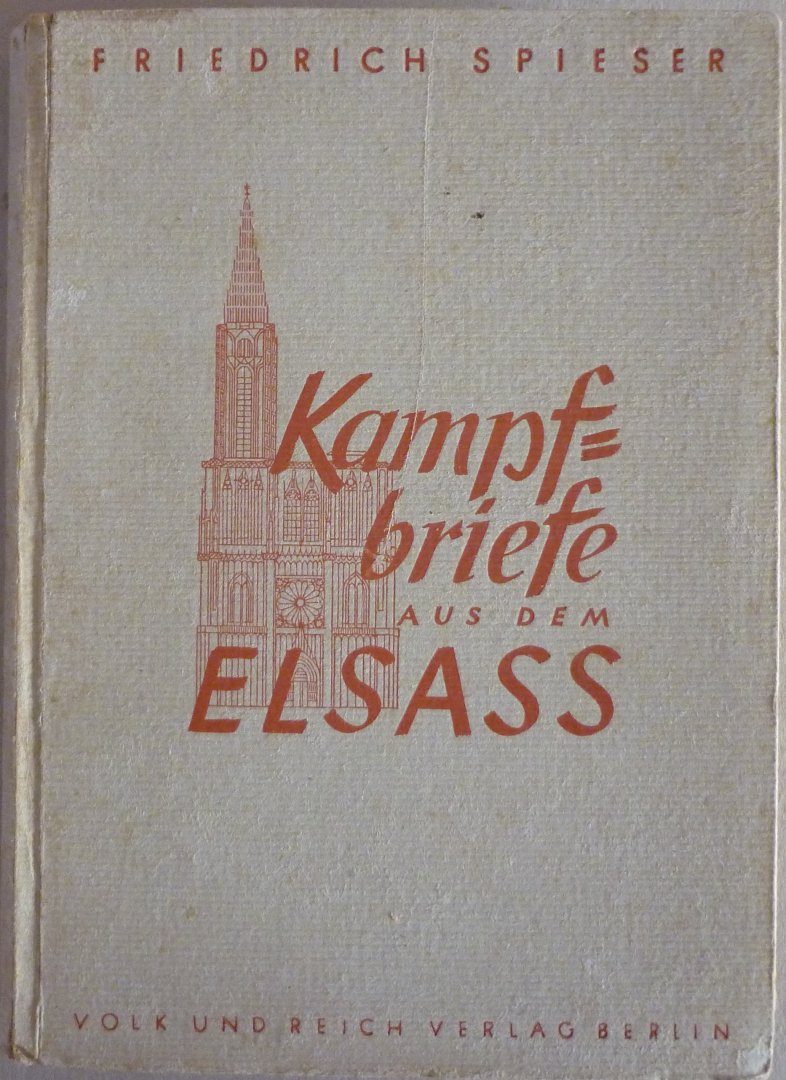 FRIEDRICH SPIESER
Kampf=
briefe
AUS DEM
ELSASS
VOLK UND REICH VERLAG BERLIN